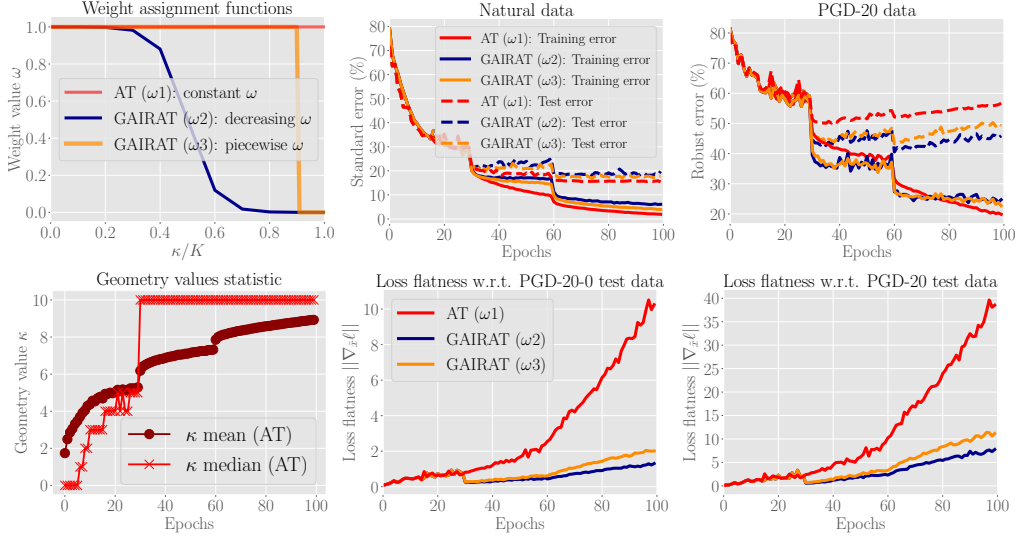 Weight assignment functions
Weight value ω
1.0
0.8
0.6
0.4
0.2
0.0
AT (ω1): constant ω
GAIRAT (ω2): decreasing ω
GAIRAT (ω3): piecewise ω
0.0 0.2 0.4 0.6 0.8 1.0
κ/K
Natural data
Standard error (%)
80
70
60
50
40
30
20
10
0
AT (ω1): Training error
GAIRAT (ω2): Training error
GAIRAT (ω3): Training error
AT (ω1): Test error
GAIRAT (ω2): Test error
GAIRAT (ω3): Test error
0 20 40 60 80 100
Epochs
PGD-20 data
Robust error (%)
80
70
60
50
40
30
20
0 20 40 60 80 100
Epochs
Geometry values statistic
Geometry value κ
10
8
6
4
2
0
κ mean (AT)
κ median (AT)
0 20 40 60 80 100
Epochs
Loss flatness w.r.t. PGD-20-0 test data
Loss flatness ||∇x̃ℓ||
10
8
6
4
2
0
AT (ω1)
GAIRAT (ω2)
GAIRAT (ω3)
0 20 40 60 80 100
Epochs
Loss flatness w.r.t. PGD-20 test data
Loss flatness ||∇x̃ℓ||
40
35
30
25
20
15
10
5
0
0 20 40 60 80 100
Epochs